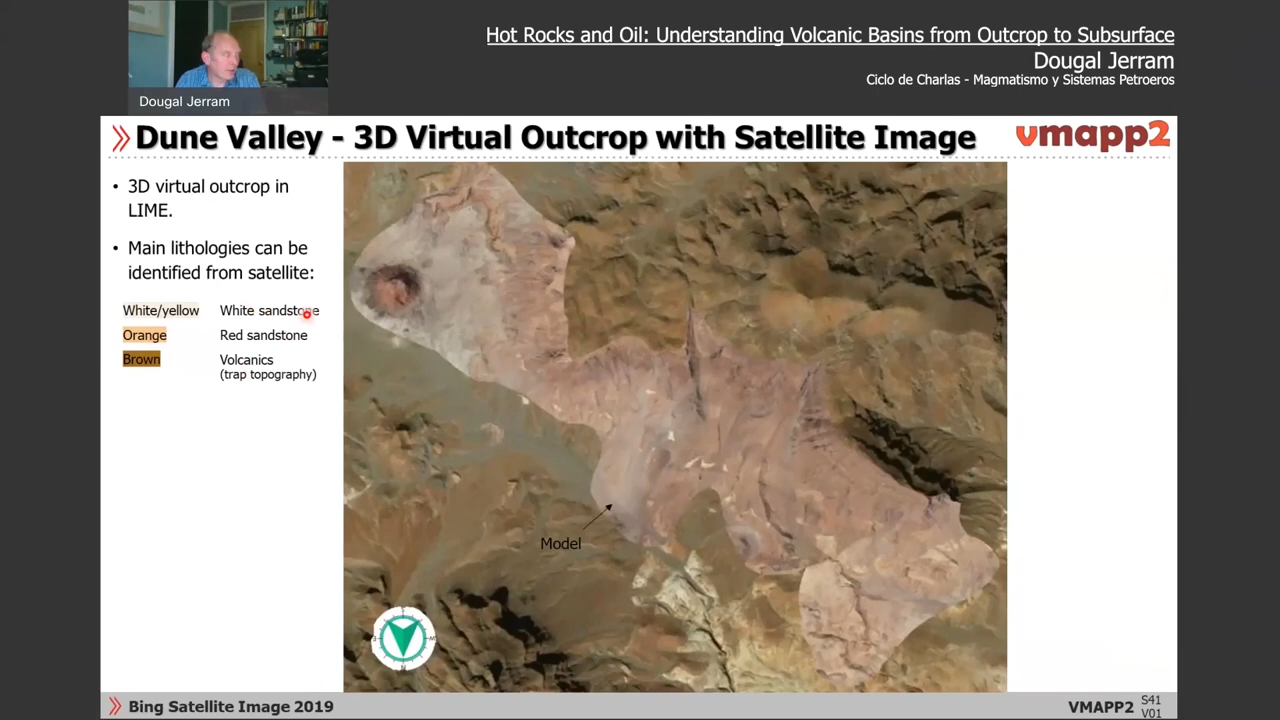 Hot Rocks and Oil: Understanding Volcanic Basins from Outcrop to Subsurface
Dougal Jerram
Ciclo de Charlas - Magmatismo y Sistemas Petroeros
Dougal Jerram
Dune Valley - 3D Virtual Outcrop with Satellite Image
vmapp2
• 3D virtual outcrop in
LIME.
• Main lithologies can be
identified from satellite:
White/yellow White sandstone
Orange Red sandstone
Brown Volcanics
(trap topography)
Model
N
Bing Satellite Image 2019
VMAPP2 S41
V01